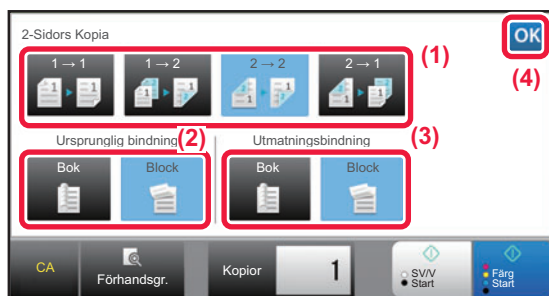 2-Sidors Kopia
OK
1 → 1
1 → 2
2 → 2
2 → 1
(1)
(4)
Ursprunglig bindning
(2)
Utmatningsbindning
(3)
Bok
Block
Bok
Block
CA
Förhandsgr.
Kopior
1
SV/V
Start
Färg
Start